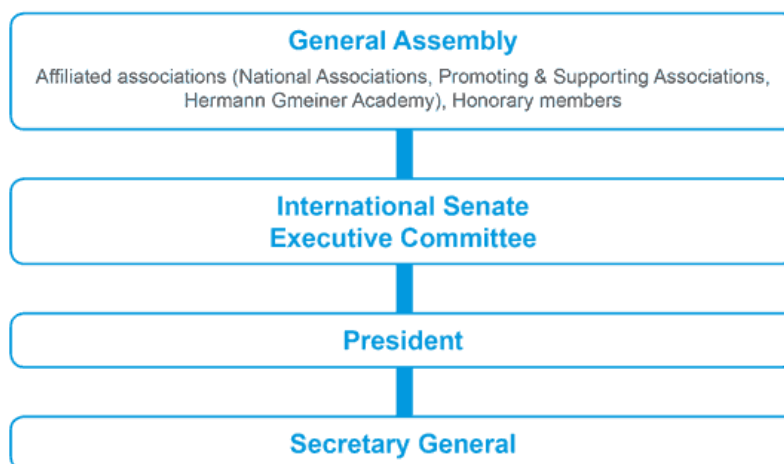 General Assembly
Affiliated associations (National Associations, Promoting & Supporting Associations,
Hermann Gmeiner Academy), Honorary members
International Senate
Executive Committee
President
Secretary General